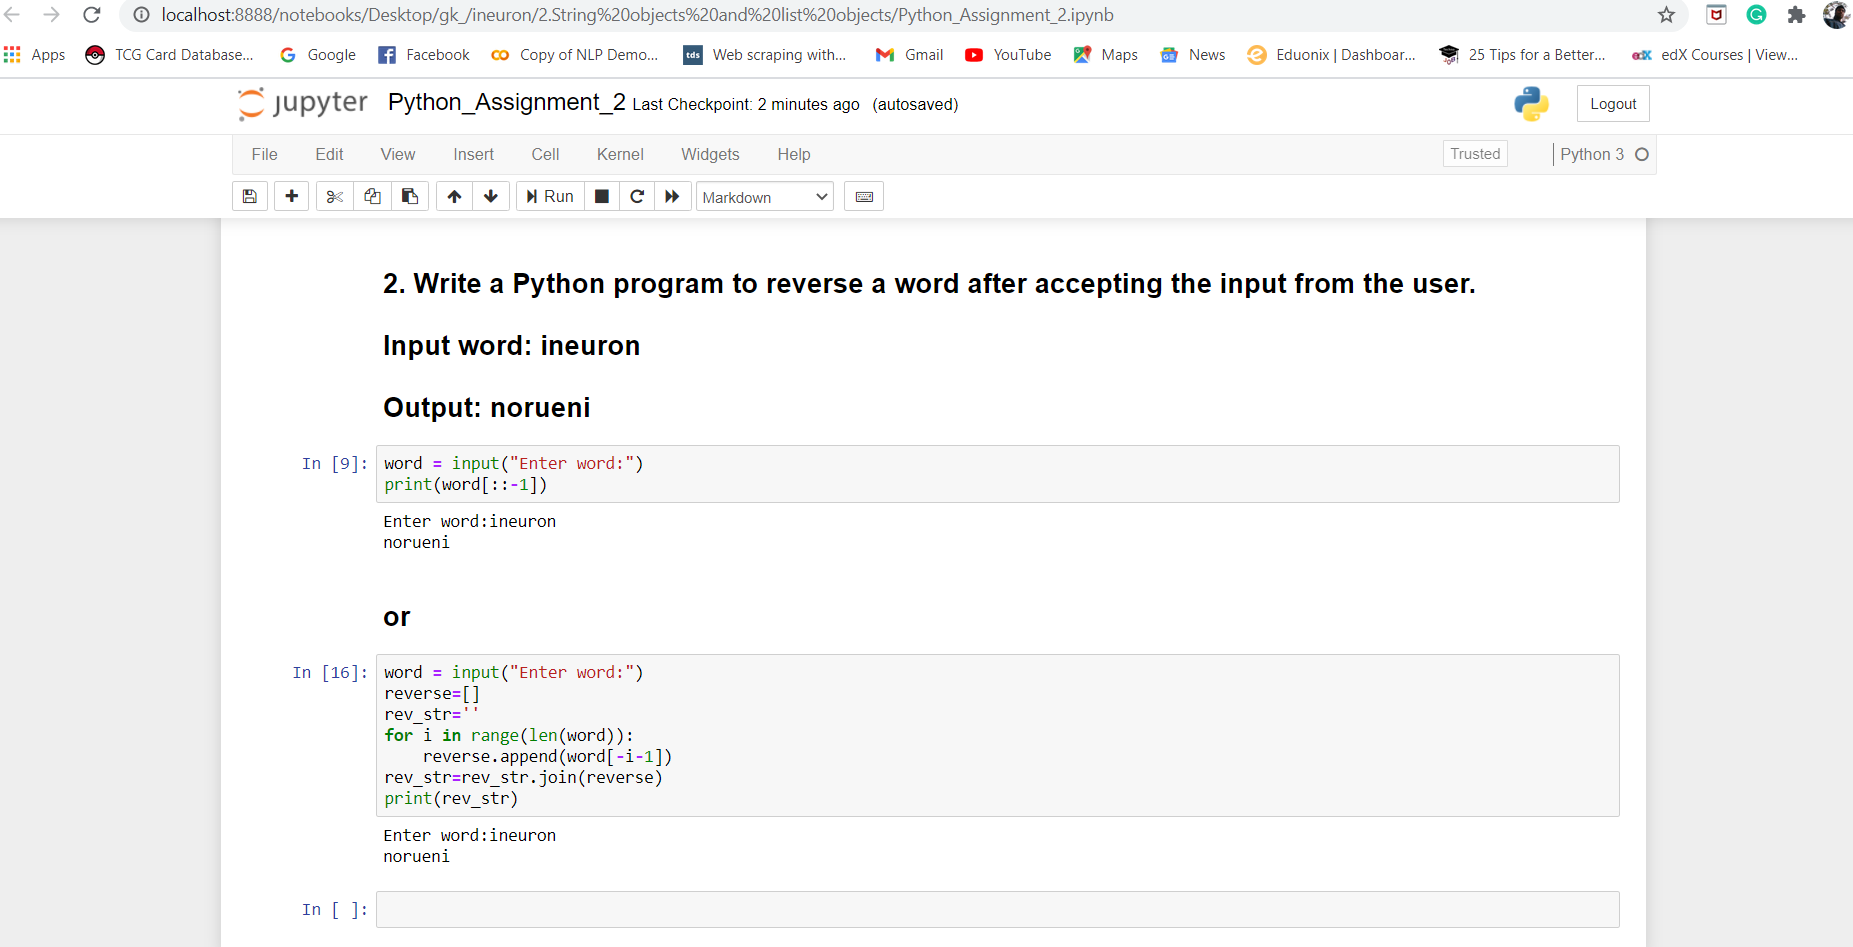 localhost:8888/notebooks/Desktop/gk_/ineuron/2.String%20objects%20and%20list%20objects/Python_Assignment_2.ipynb
Apps TCG Card Database... Google Facebook Copy of NLP Demo... tds Web scraping with... Gmail YouTube Maps News Eduonix | Dashboar... 25 Tips for a Better... edX edX Courses | View...
jupyter Python_Assignment_2 Last Checkpoint: 2 minutes ago (autosaved) Logout
File Edit View Insert Cell Kernel Widgets Help Trusted Python 3
Run Markdown
2. Write a Python program to reverse a word after accepting the input from the user.
Input word: ineuron
Output: norueni
In [9]: word = input("Enter word:")
print(word[::-1])
Enter word:ineuron
norueni
or
In [16]: word = input("Enter word:")
reverse=[]
rev_str=''
for i in range(len(word)):
    reverse.append(word[-i-1])
rev_str=rev_str.join(reverse)
print(rev_str)
Enter word:ineuron
norueni
In [ ]: